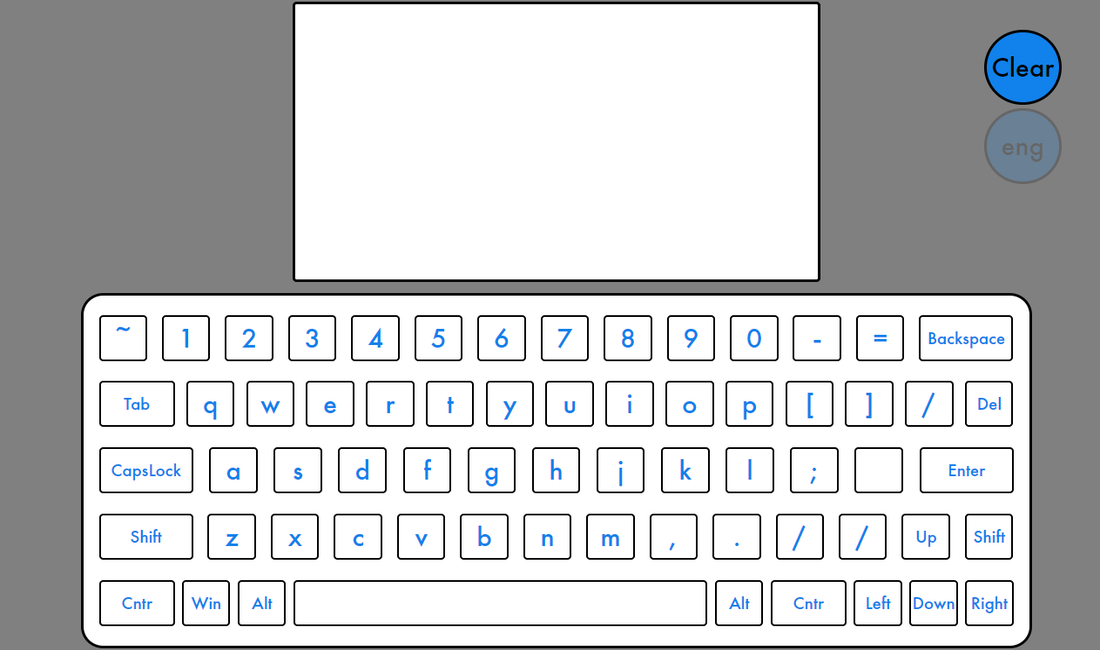 Clear
eng
~ 1 2 3 4 5 6 7 8 9 0 - = Backspace
Tab q w e r t y u i o p [ ] / Del
CapsLock a s d f g h j k l ; Enter
Shift z x c v b n m , . / / Up Shift
Cntr Win Alt Alt Cntr Left Down Right